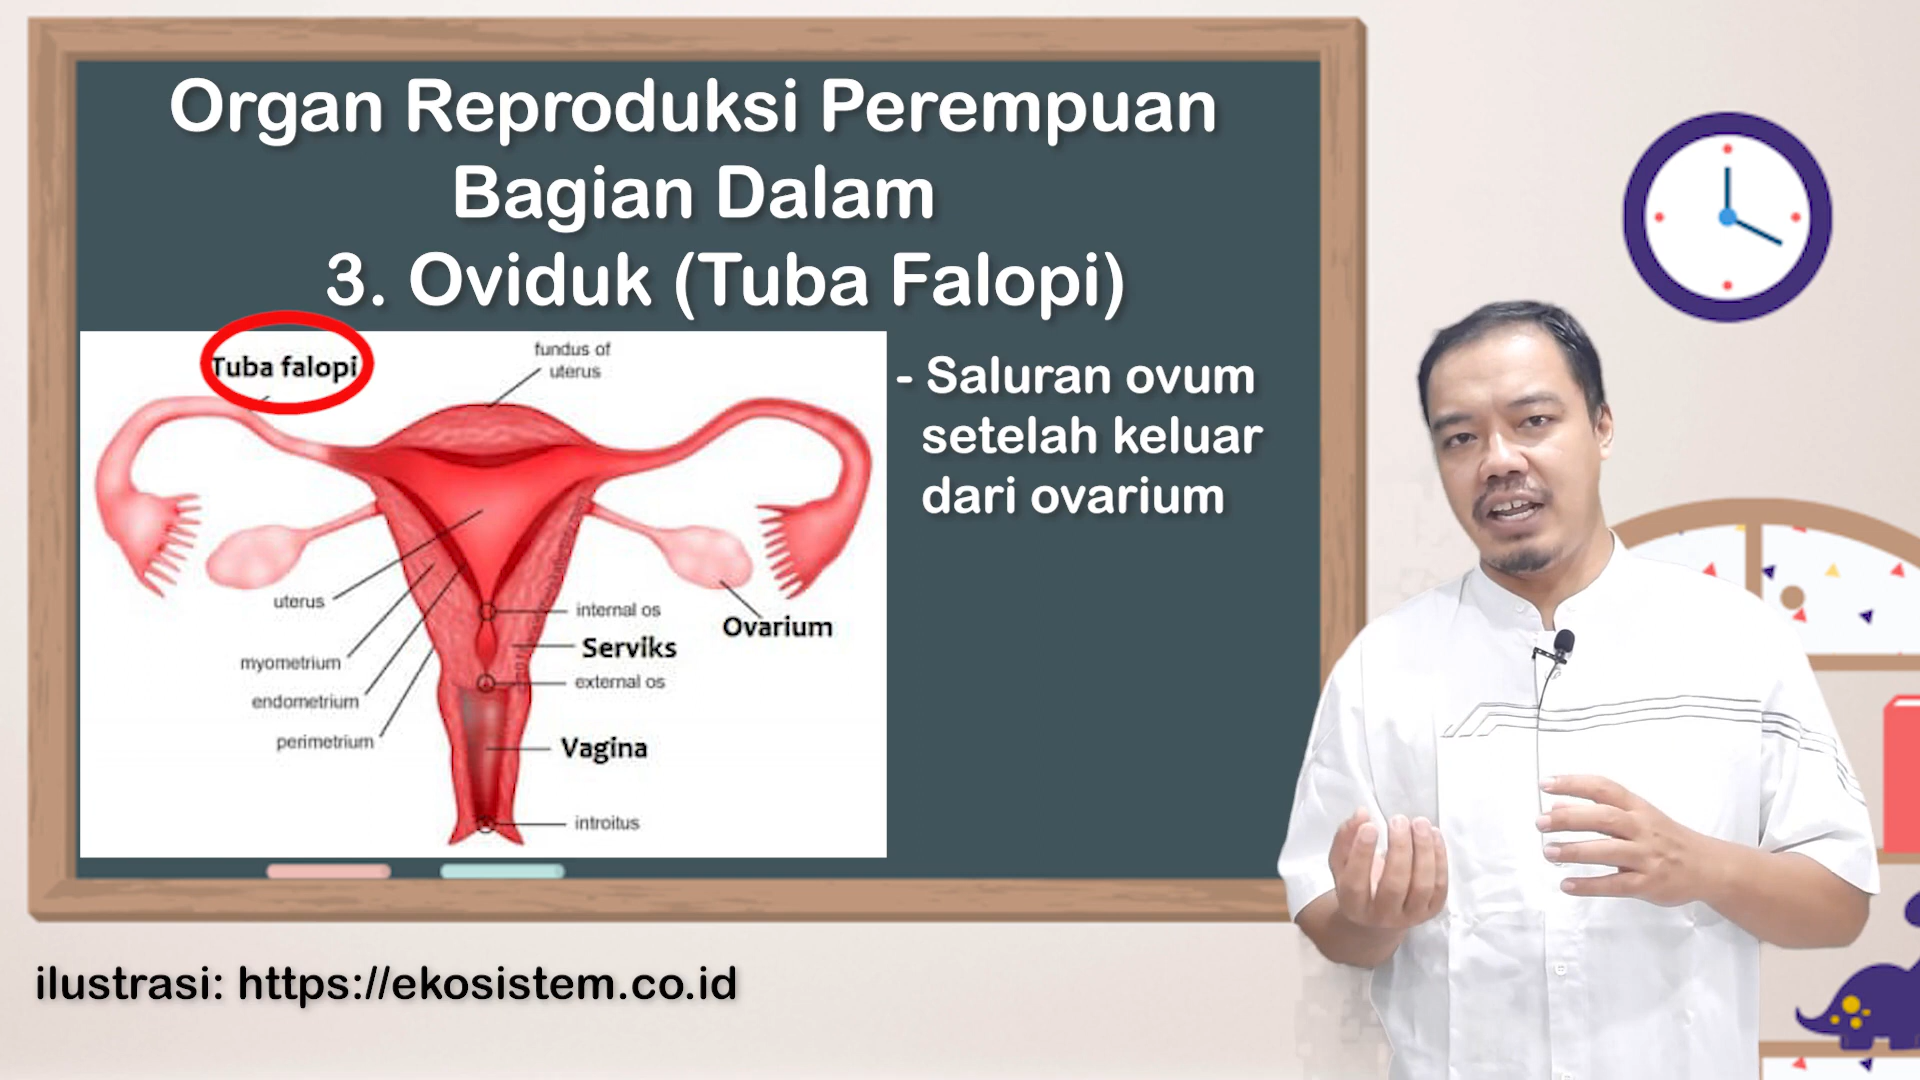 Organ Reproduksi Perempuan
Bagian Dalam
3. Oviduk (Tuba Falopi)
Tuba falopi
fundus of
uterus
- Saluran ovum
setelah keluar
dari ovarium
uterus
internal os
Ovarium
Serviks
myometrium
external os
endometrium
perimetrium
Vagina
introitus
ilustrasi: https://ekosistem.co.id